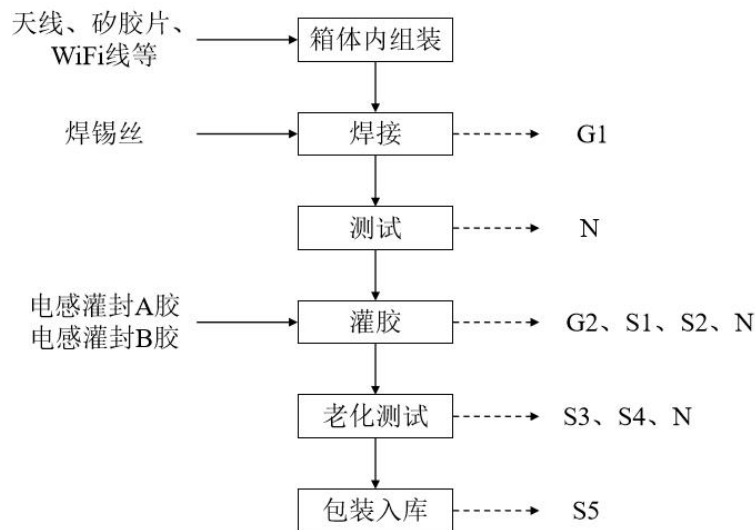 天线、矽胶片、
WiFi线等
箱体内组装
焊锡丝
焊接
G1
测试
N
电感灌封A胶
电感灌封B胶
灌胶
G2、S1、S2、N
老化测试
S3、S4、N
包装入库
S5